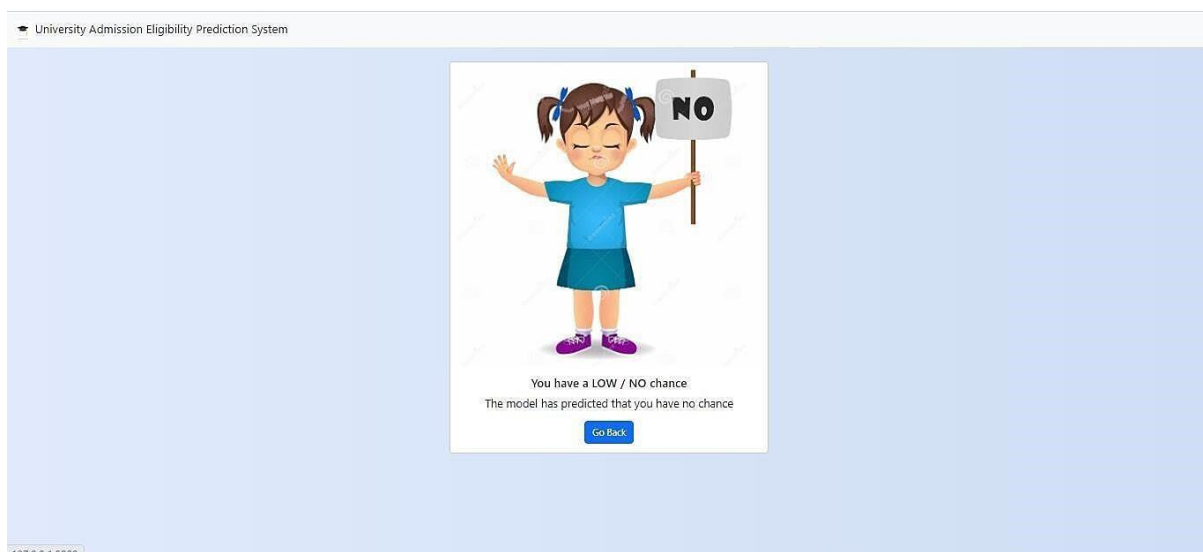 University Admission Eligibility Prediction System
NO
You have a LOW / NO chance
The model has predicted that you have no chance
Go Back